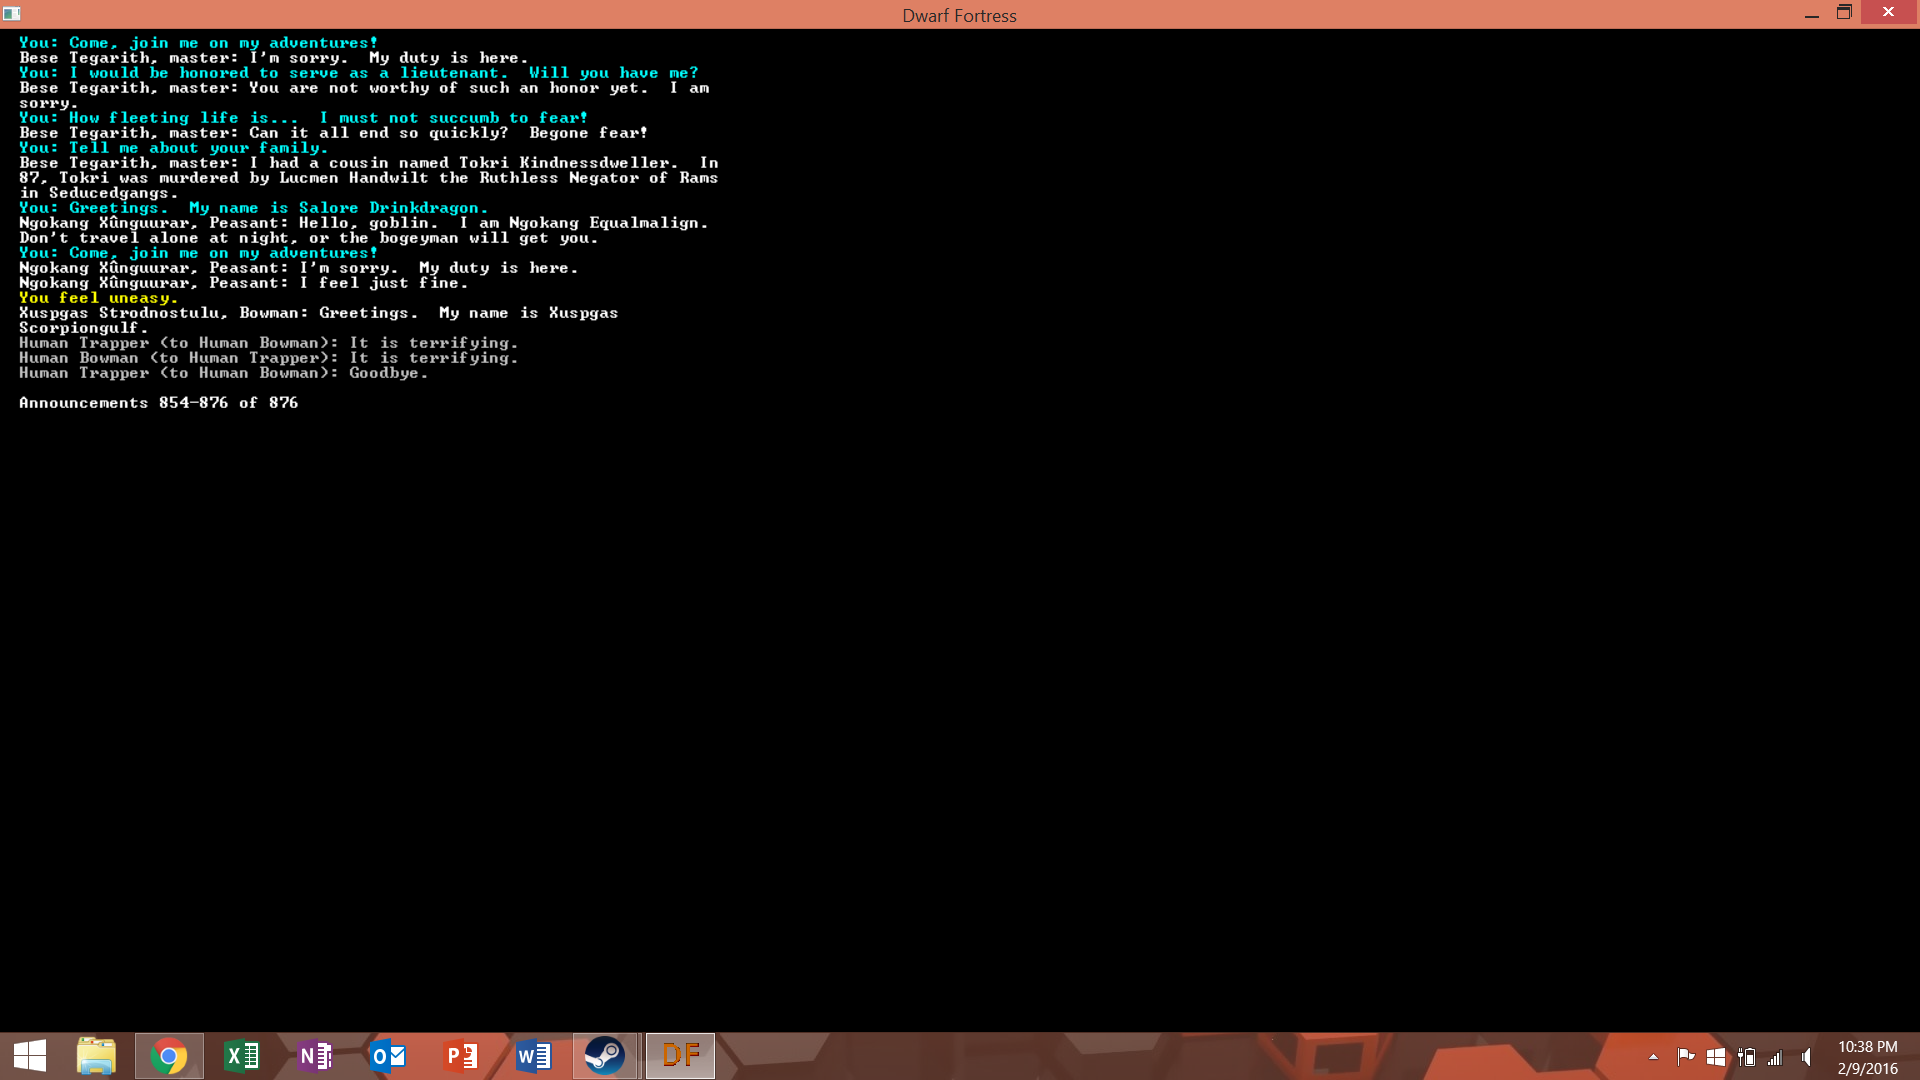 Dwarf Fortress
You: Come, join me on my adventures!
Bese Tegarith, master: I'm sorry.  My duty is here.
You: I would be honored to serve as a lieutenant.  Will you have me?
Bese Tegarith, master: You are not worthy of such an honor yet.  I am
sorry.
You: How fleeting life is...  I must not succumb to fear!
Bese Tegarith, master: Can it all end so quickly?  Begone fear!
You: Tell me about your family.
Bese Tegarith, master: I had a cousin named Tokri Kindnessdweller.  In
87, Tokri was murdered by Lucmen Handwilt the Ruthless Negator of Rams
in Seducedgangs.
You: Greetings.  My name is Salore Drinkdragon.
Ngokang Xûnguurar, Peasant: Hello, goblin.  I am Ngokang Equalmalign.
Don't travel alone at night, or the bogeyman will get you.
You: Come, join me on my adventures!
Ngokang Xûnguurar, Peasant: I'm sorry.  My duty is here.
Ngokang Xûnguurar, Peasant: I feel just fine.
You feel uneasy.
Xuspgas Strodnostulu, Bowman: Greetings.  My name is Xuspgas
Scorpiongulf.
Human Trapper (to Human Bowman): It is terrifying.
Human Bowman (to Human Trapper): It is terrifying.
Human Trapper (to Human Bowman): Goodbye.
Announcements 854-876 of 876
X
N
O
P
W
DF
10:38 PM
2/9/2016